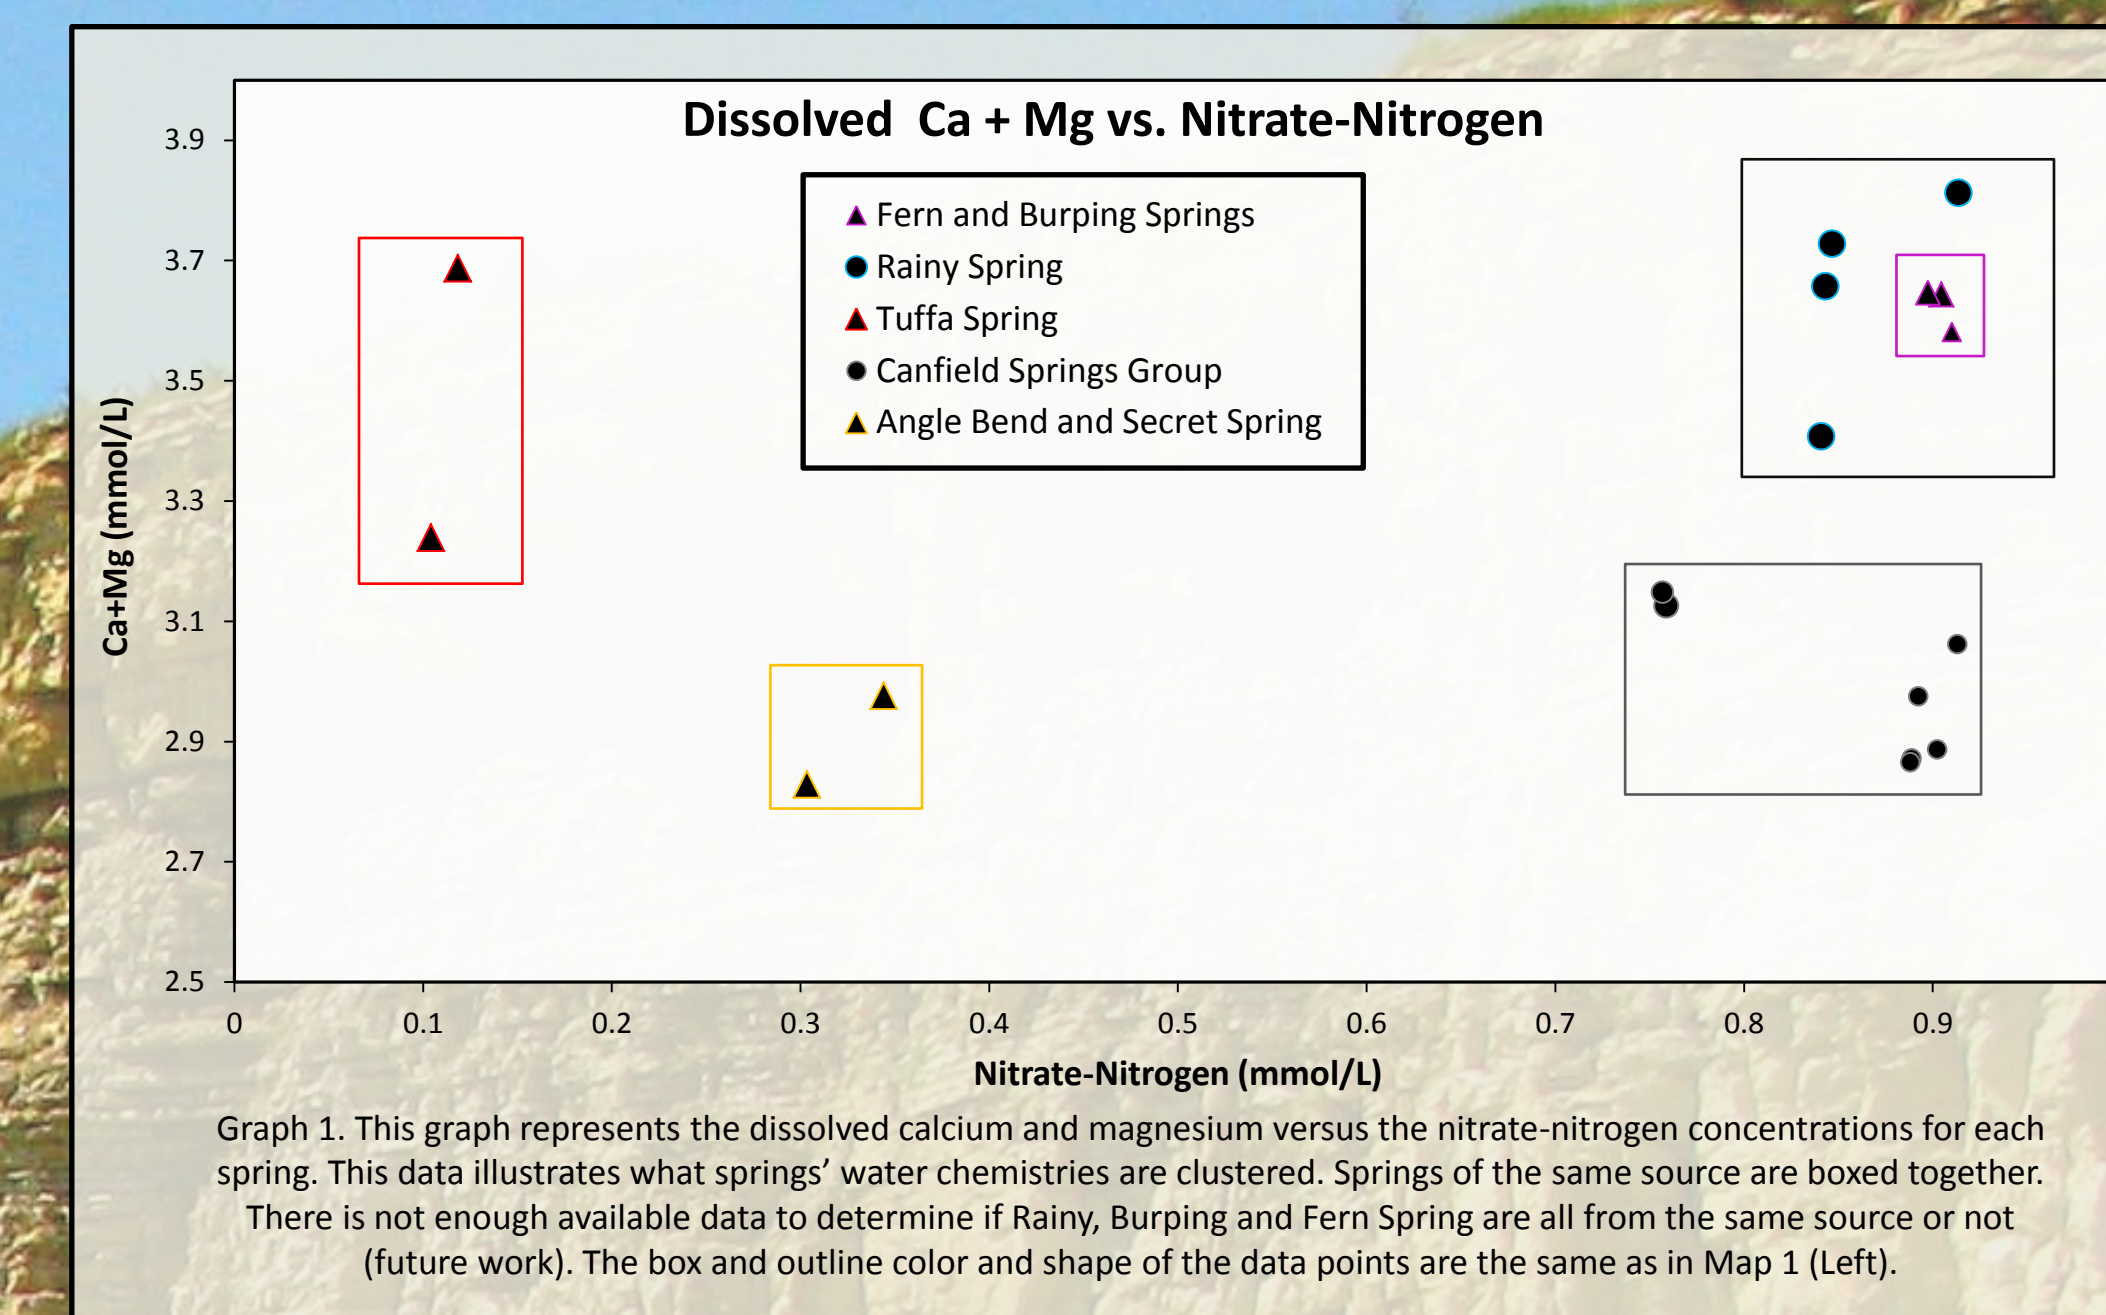 Dissolved  Ca + Mg vs. Nitrate-Nitrogen
Fern and Burping Springs
Rainy Spring
Tuffa Spring
Canfield Springs Group
Angle Bend and Secret Spring
Ca+Mg (mmol/L)
3.9
3.7
3.5
3.3
3.1
2.9
2.7
2.5
0 0.1 0.2 0.3 0.4 0.5 0.6 0.7 0.8 0.9
Nitrate-Nitrogen (mmol/L)
Graph 1. This graph represents the dissolved calcium and magnesium versus the nitrate-nitrogen concentrations for each
spring. This data illustrates what springs’ water chemistries are clustered. Springs of the same source are boxed together.
There is not enough available data to determine if Rainy, Burping and Fern Spring are all from the same source or not
(future work). The box and outline color and shape of the data points are the same as in Map 1 (Left).